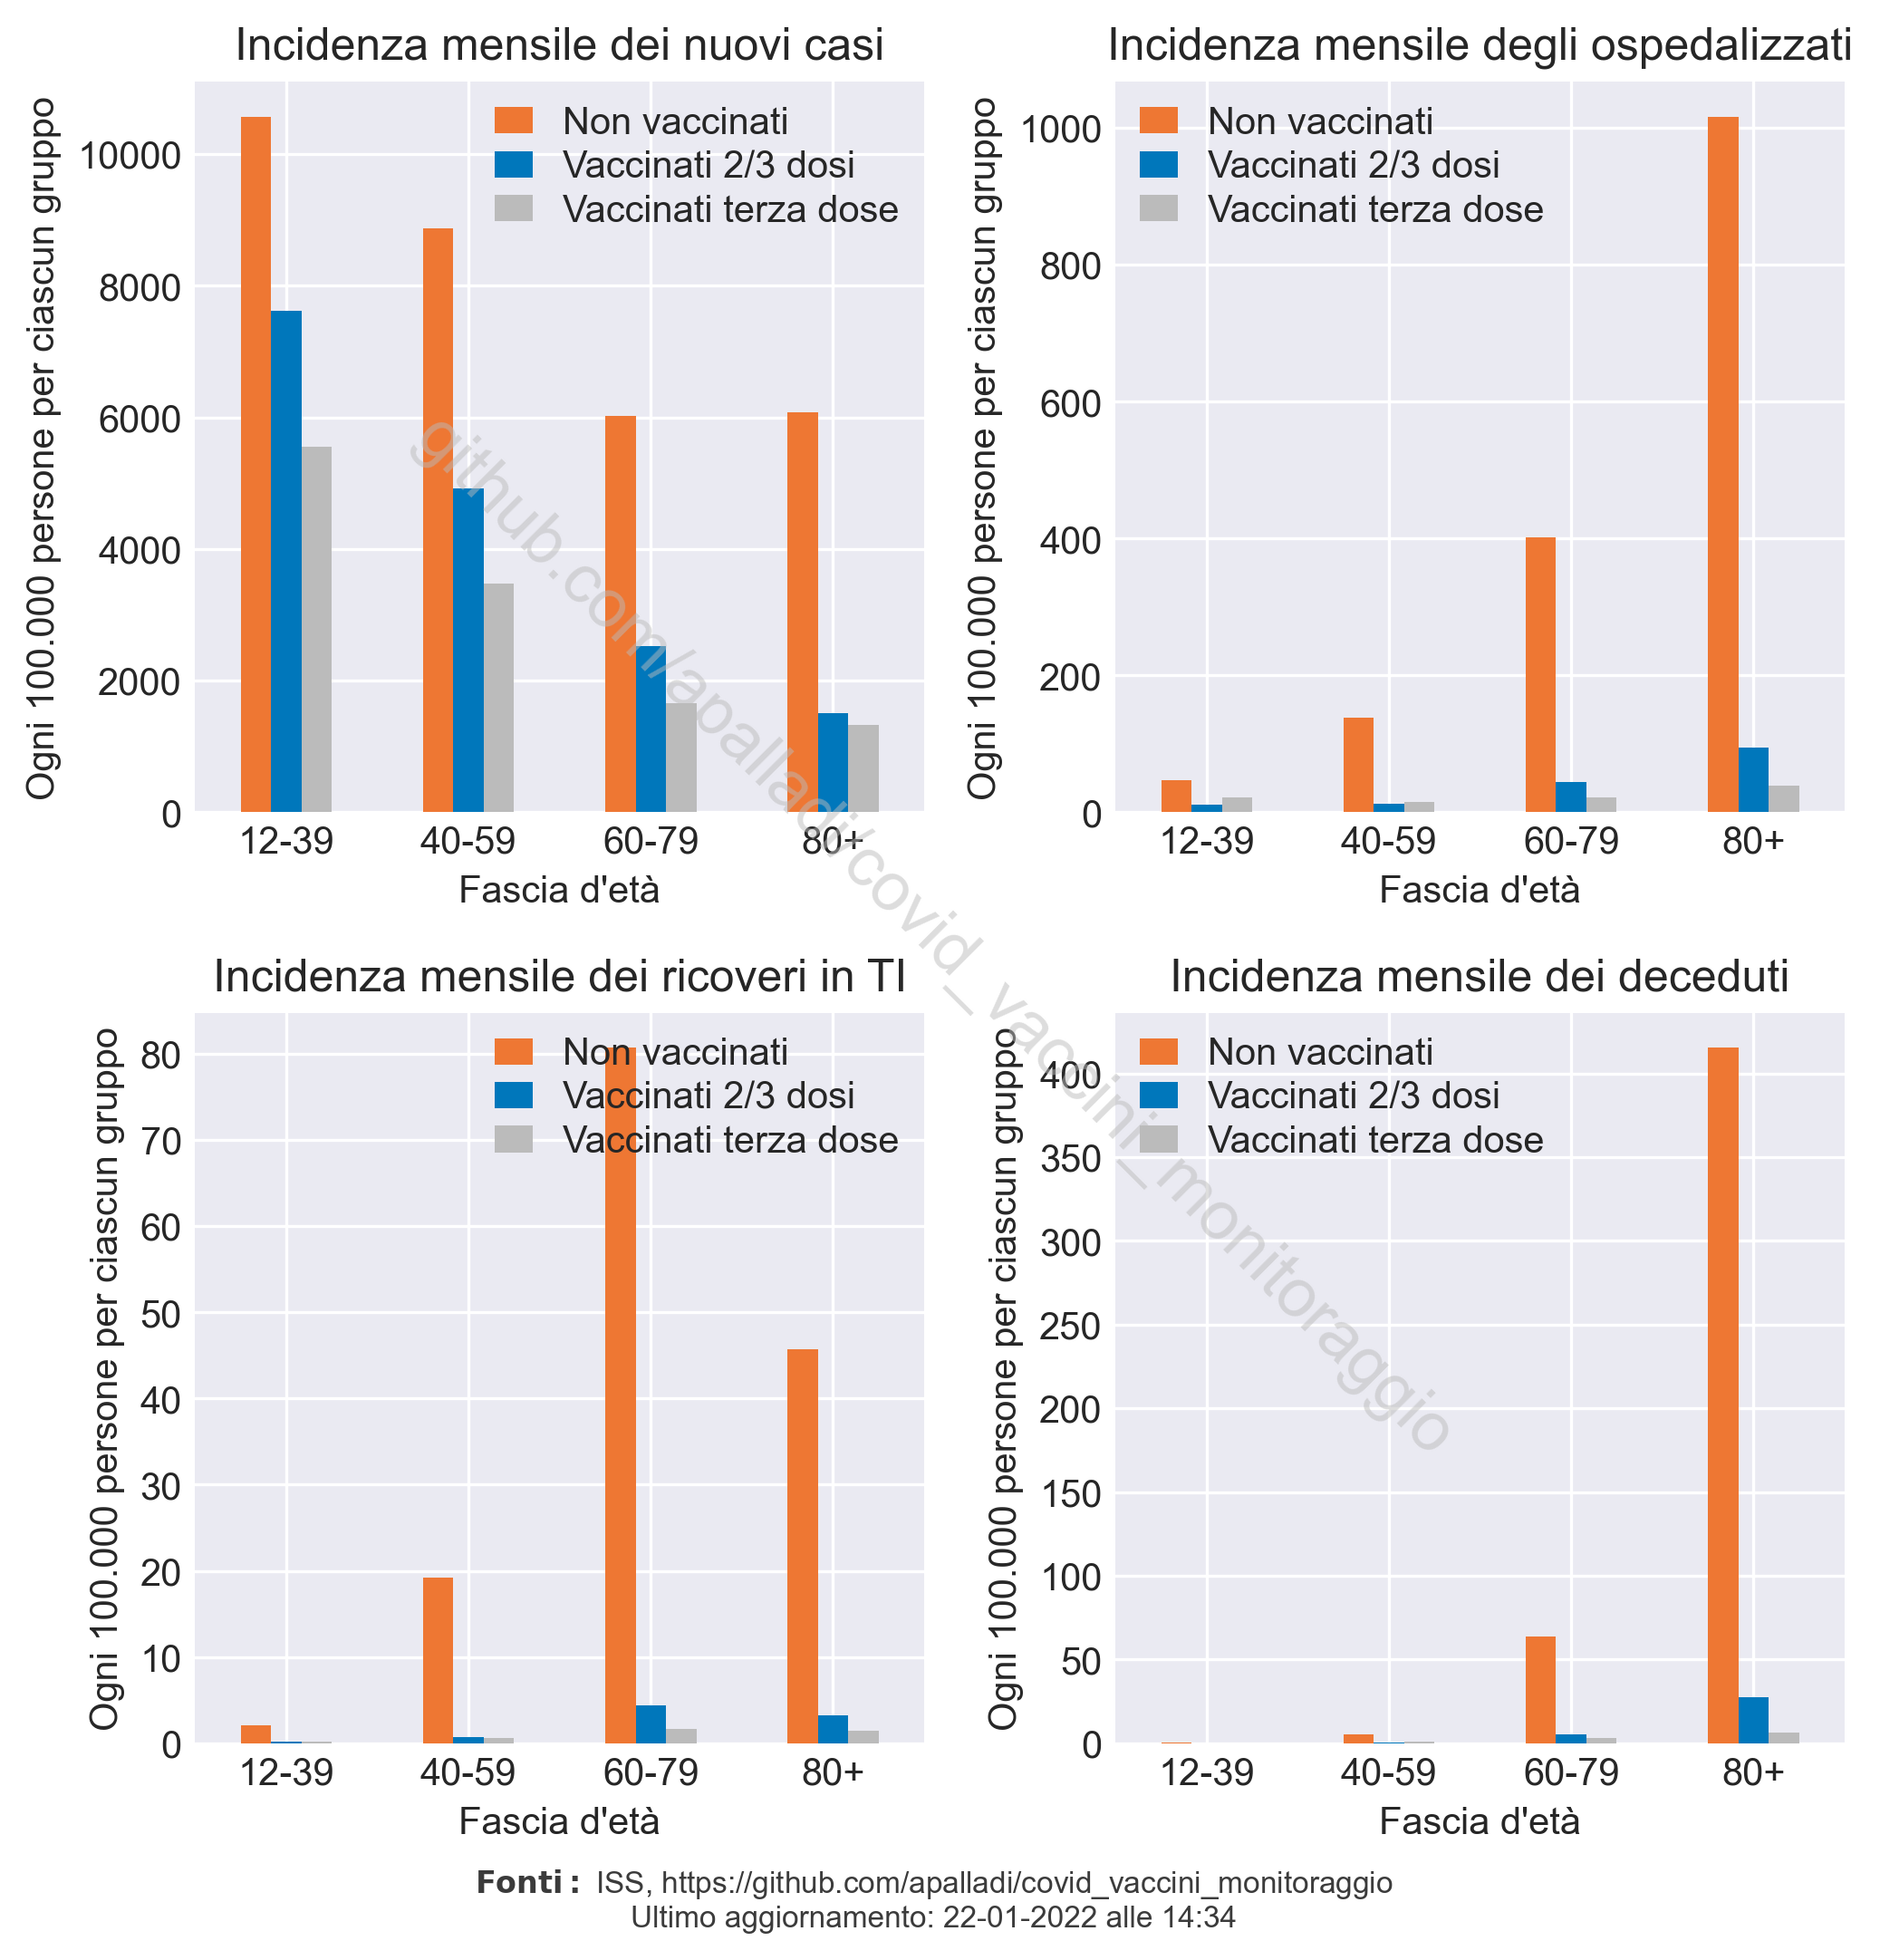 Incidenza mensile dei nuovi casi
Ogni 100.000 persone per ciascun gruppo
10000
8000
6000
4000
2000
0
Non vaccinati
Vaccinati 2/3 dosi
Vaccinati terza dose
12-39 40-59 60-79 80+
Fascia d'età
Incidenza mensile degli ospedalizzati
Ogni 100.000 persone per ciascun gruppo
1000
800
600
400
200
0
Non vaccinati
Vaccinati 2/3 dosi
Vaccinati terza dose
12-39 40-59 60-79 80+
Fascia d'età
Incidenza mensile dei ricoveri in TI
Ogni 100.000 persone per ciascun gruppo
80
70
60
50
40
30
20
10
0
Non vaccinati
Vaccinati 2/3 dosi
Vaccinati terza dose
12-39 40-59 60-79 80+
Fascia d'età
Incidenza mensile dei deceduti
Ogni 100.000 persone per ciascun gruppo
400
350
300
250
200
150
100
50
0
Non vaccinati
Vaccinati 2/3 dosi
Vaccinati terza dose
12-39 40-59 60-79 80+
Fascia d'età
github.com/apalladi/covid_vaccini_monitoraggio
Fonti: ISS, https://github.com/apalladi/covid_vaccini_monitoraggio
Ultimo aggiornamento: 22-01-2022 alle 14:34